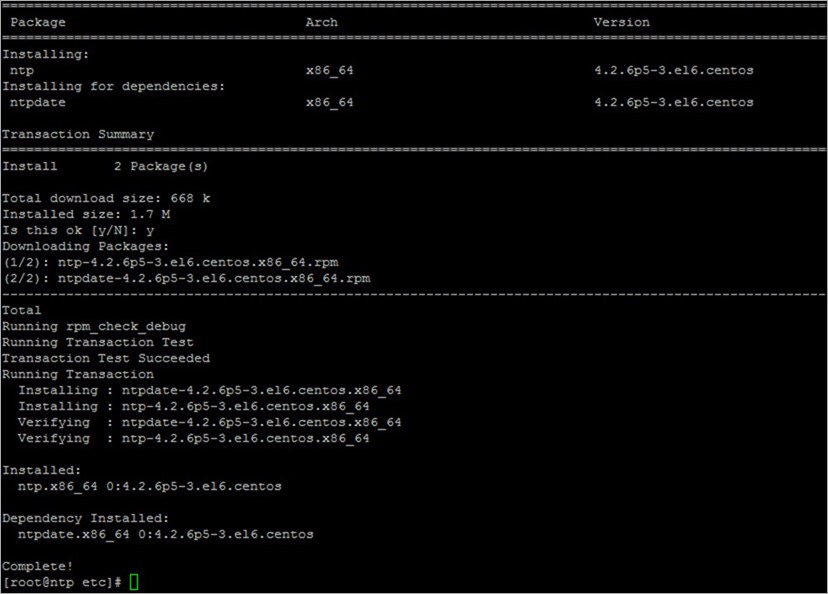 Package Arch Version
Installing:
ntp x86_64 4.2.6p5-3.el6.centos
Installing for dependencies:
ntpdate x86_64 4.2.6p5-3.el6.centos
Transaction Summary
Install 2 Package(s)
Total download size: 668 k
Installed size: 1.7 M
Is this ok [y/N]: y
Downloading Packages:
(1/2): ntp-4.2.6p5-3.el6.centos.x86_64.rpm
(2/2): ntpdate-4.2.6p5-3.el6.centos.x86_64.rpm
Total
Running rpm_check_debug
Running Transaction Test
Transaction Test Succeeded
Running Transaction
Installing : ntpdate-4.2.6p5-3.el6.centos.x86_64
Installing : ntp-4.2.6p5-3.el6.centos.x86_64
Verifying : ntpdate-4.2.6p5-3.el6.centos.x86_64
Verifying : ntp-4.2.6p5-3.el6.centos.x86_64
Installed:
ntp.x86_64 0:4.2.6p5-3.el6.centos
Dependency Installed:
ntpdate.x86_64 0:4.2.6p5-3.el6.centos
Complete!
[root@ntp etc]#